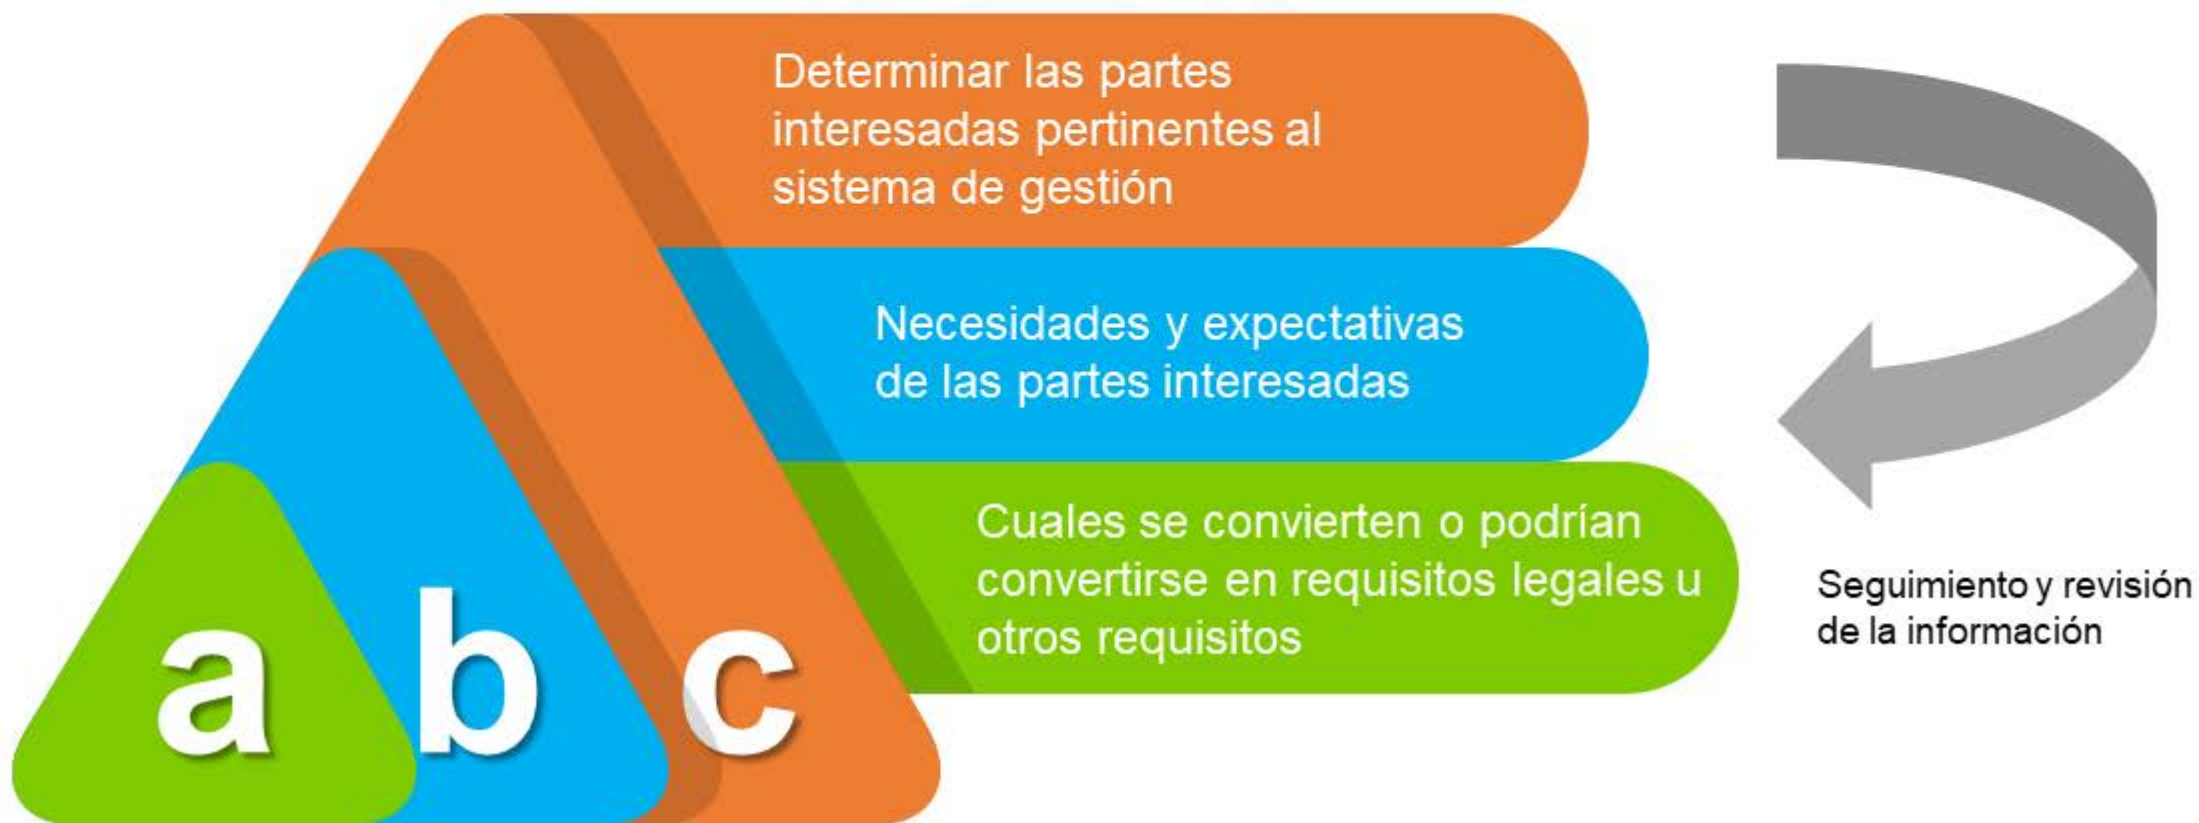 Determinar las partes
interesadas pertinentes al
sistema de gestión
Necesidades y expectativas
de las partes interesadas
Cuales se convierten o podrían
convertirse en requisitos legales u
otros requisitos
a b c
Seguimiento y revisión
de la información